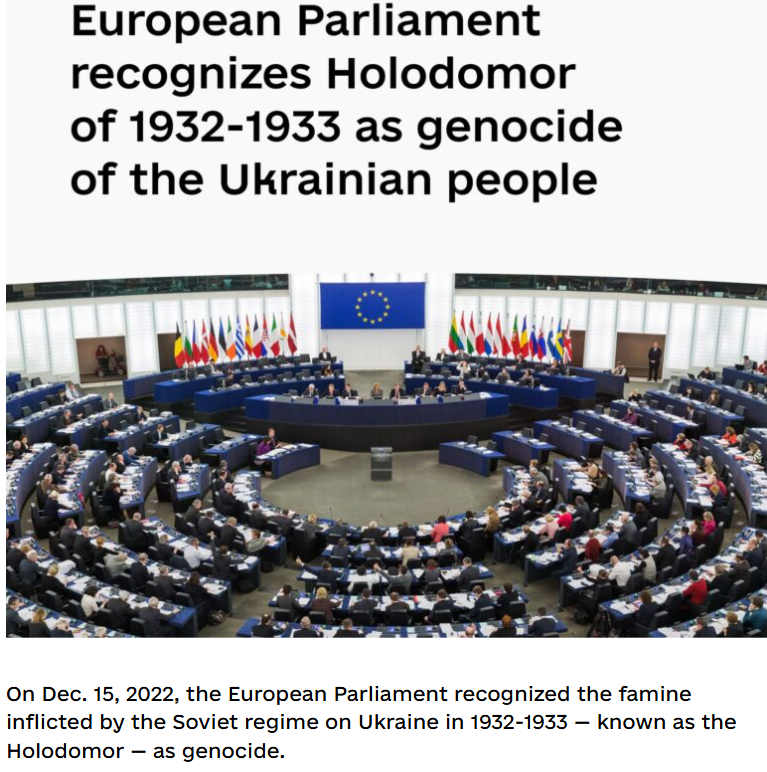 European Parliament
recognizes Holodomor
of 1932-1933 as genocide
of the Ukrainian people
On Dec. 15, 2022, the European Parliament recognized the famine
inflicted by the Soviet regime on Ukraine in 1932-1933 — known as the
Holodomor — as genocide.